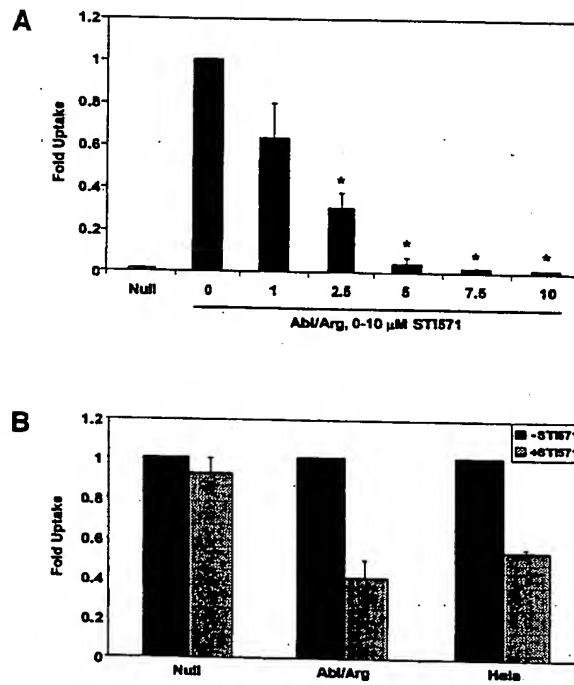 A
Fold Uptake
1.2
1
0.8
0.6
0.4
0.2
0
* * * *
Null 0 1 2.5 5 7.5 10
Abl/Arg, 0-10 µM STI571
B
Fold Uptake
1.2
1
0.8
0.6
0.4
0.2
0
-STI571
+STI571
Null Abl/Arg Hela